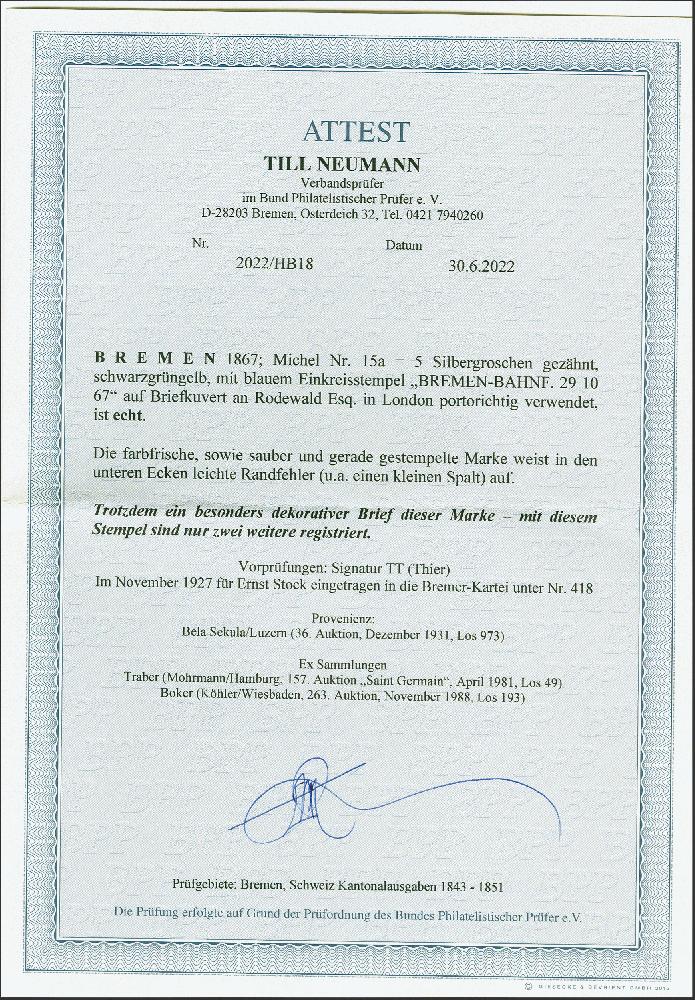 ATTEST
TILL NEUMANN
Verbandsprüfer
im Bund Philatelistischer Prüfer e. V.
D-28203 Bremen, Osterdeich 32, Tel. 0421 7940260
Nr. Datum
2022/HB18 30.6.2022
B R E M E N 1867; Michel Nr. 15a – 5 Silbergroschen gezähnt,
schwarzgrüngelb, mit blauem Einkreisstempel „BREMEN-BAHNF. 29 10
67“ auf Briefkuvert an Rodewald Esq. in London portorichtig verwendet,
ist echt.
Die farbfrische, sowie sauber und gerade gestempelte Marke weist in den
unteren Ecken leichte Randfehler (u.a. einen kleinen Spalt) auf.
Trotzdem ein besonders dekorativer Brief dieser Marke – mit diesem
Stempel sind nur zwei weitere registriert.
Vorprüfungen: Signatur TT (Thier)
Im November 1927 für Ernst Stock eingetragen in die Bremer-Kartei unter Nr. 418
Provenienz:
Béla Sekula/Luzern (36. Auktion, Dezember 1931, Los 973)
Ex Sammlungen
Traber (Mohrmann/Hamburg, 157. Auktion „Saint Germain“, April 1981, Los 49)
Boker (Köhler/Wiesbaden, 263. Auktion, November 1988, Los 193)
Prüfgebiete: Bremen, Schweiz Kantonalausgaben 1843 - 1851
Die Prüfung erfolgte auf Grund der Prüfordnung des Bundes Philatelistischer Prüfer e.V.
© GIESECKE & DEVRIENT GMBH